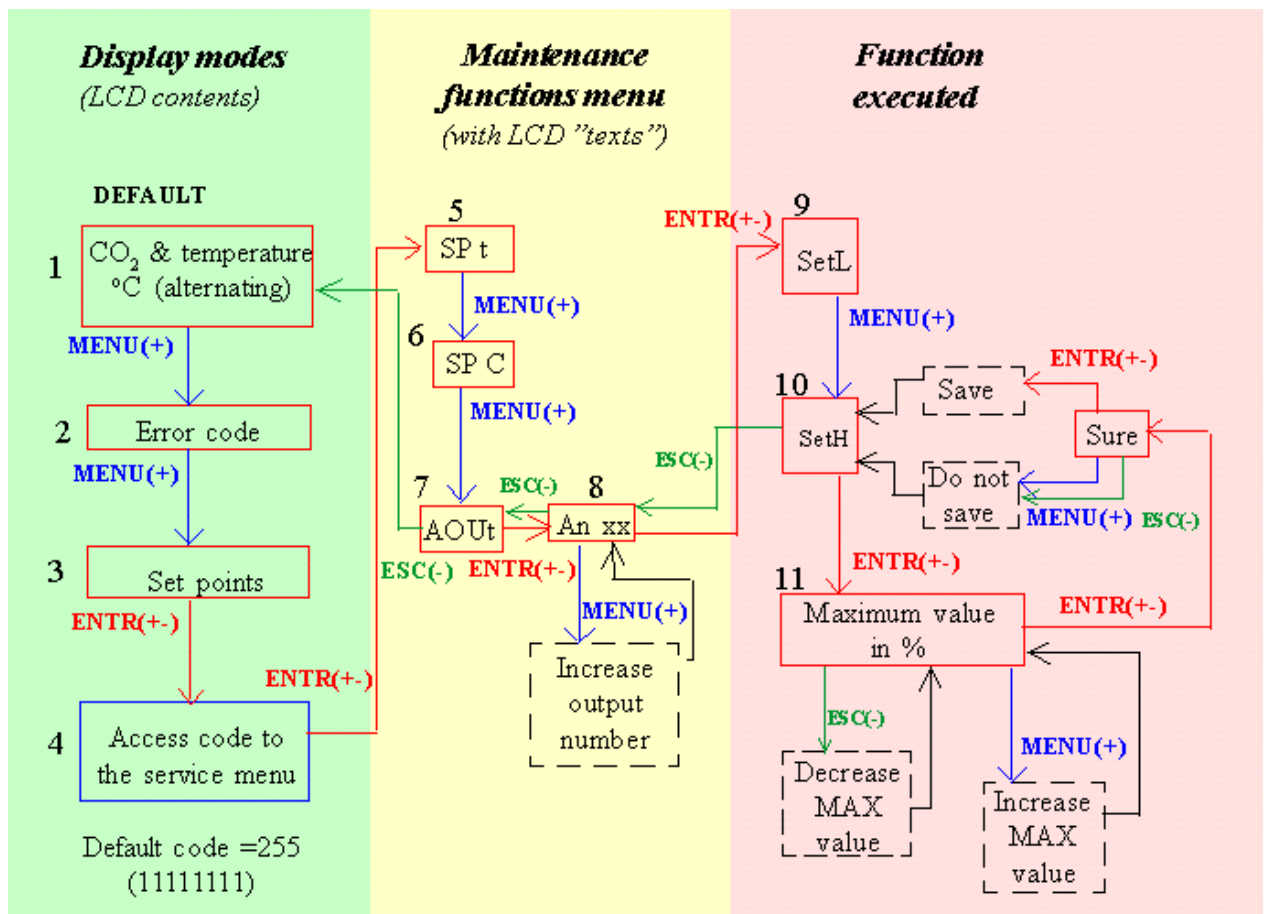 Display modes
(LCD contents)
DEFAULT
1
CO2 & temperature
ºC (alternating)
MENU(+)
2
Error code
MENU(+)
3
Set points
ENTR(+-)
4
Access code to
the service menu
Default code =255
(11111111)
ENTR(+-)
Maintenance
functions menu
(with LCD ”texts”)
5
SP t
MENU(+)
6
SP C
MENU(+)
7
AOUt
ESC(-)
ESC(-)
ENTR(+-)
8
An xx
MENU(+)
Increase
output
number
Function
executed
ENTR(+-)
9
SetL
MENU(+)
10
SetH
ESC(-)
ENTR(+-)
Save
ENTR(+-)
Sure
Do not
save
MENU(+)
ESC(-)
11
Maximum value
in %
ENTR(+-)
ESC(-)
MENU(+)
Decrease
MAX
value
Increase
MAX
value